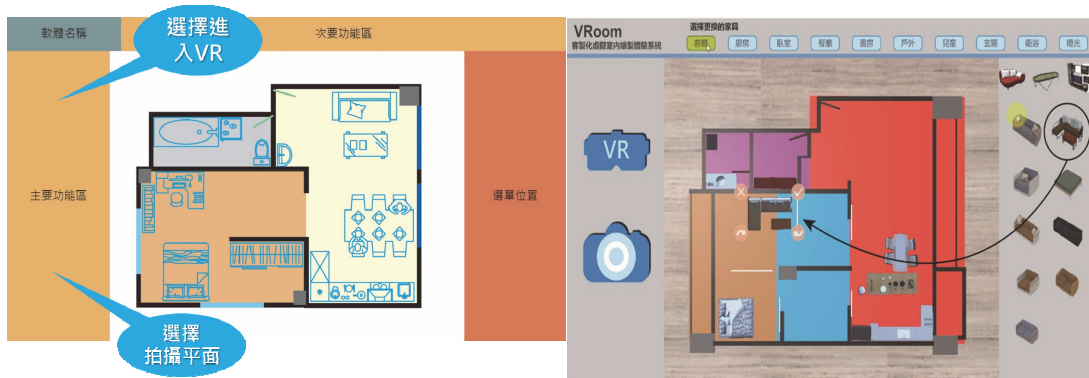 軟體名稱
選擇進
入VR
次要功能區
主要功能區
選單位置
選擇
拍攝平面
VRoom
客製化虛擬室內繪製體驗系統
選擇更換的家具
客廳
廚房
臥室
餐廳
書房
戶外
兒童
玄關
衛浴
燈光
VR